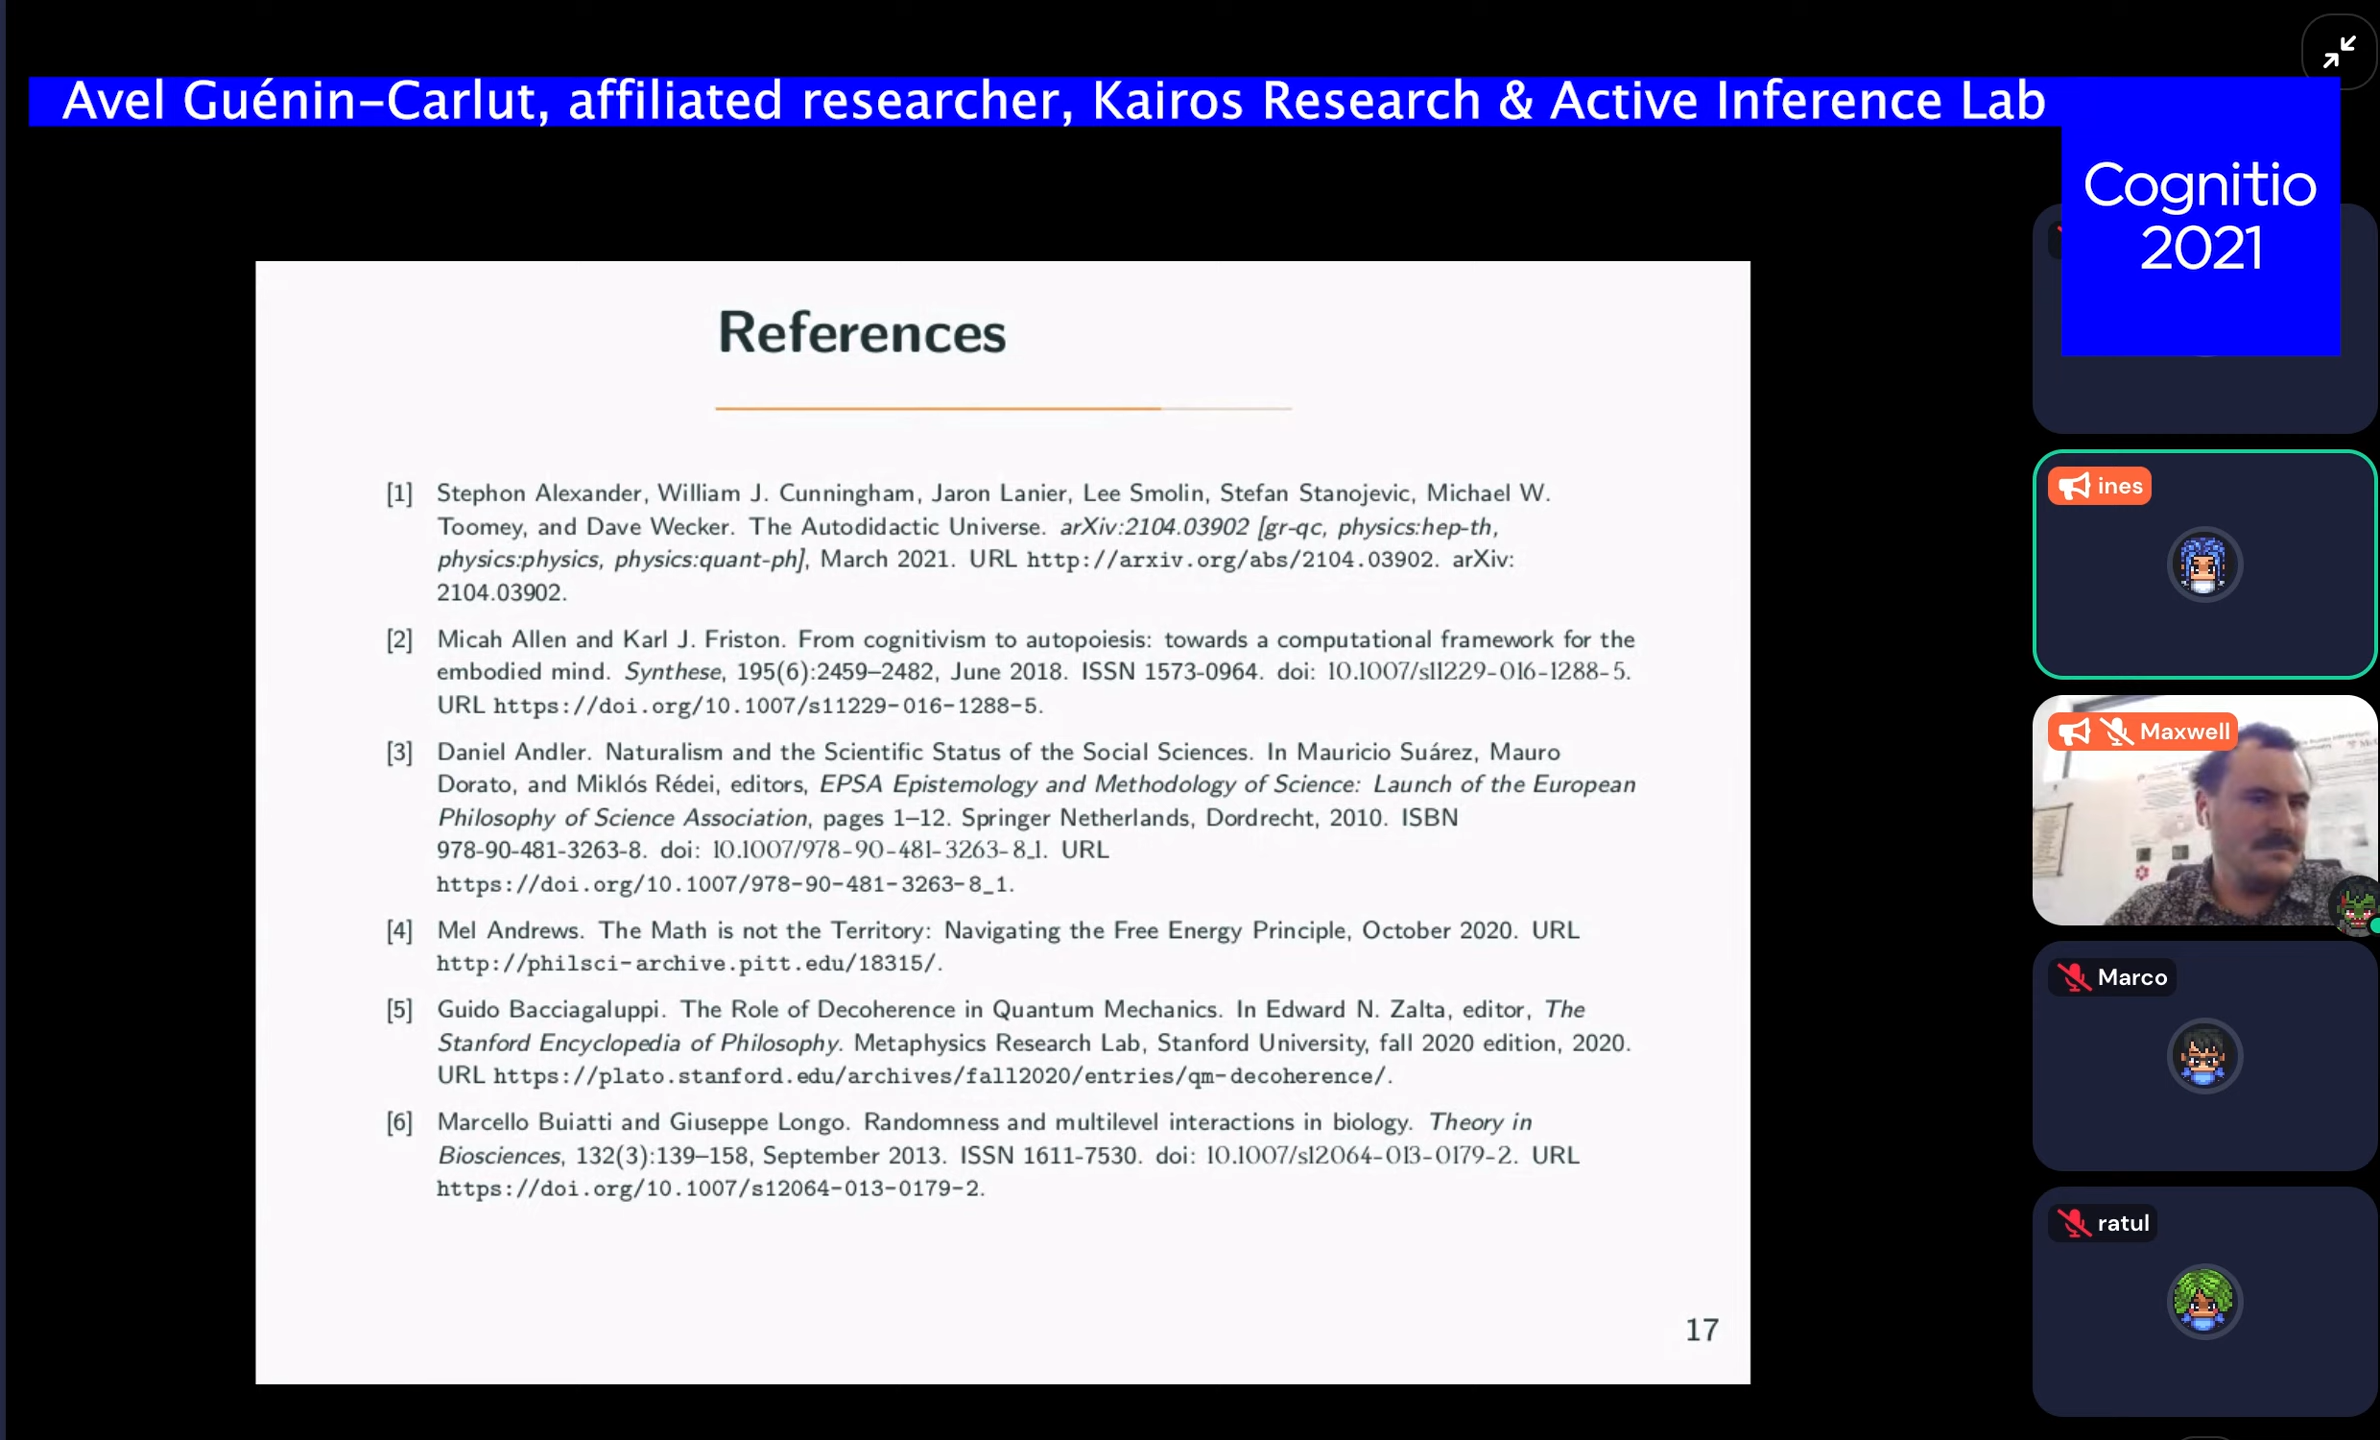 Avel Guénin–Carlut, affiliated researcher, Kairos Research & Active Inference Lab
Cognitio
2021
References
[1] Stephon Alexander, William J. Cunningham, Jaron Lanier, Lee Smolin, Stefan Stanojevic, Michael W.
Toomey, and Dave Wecker. The Autodidactic Universe. arXiv:2104.03902 [gr-qc, physics:hep-th,
physics:physics, physics:quant-ph], March 2021. URL http://arxiv.org/abs/2104.03902. arXiv:
2104.03902.
[2] Micah Allen and Karl J. Friston. From cognitivism to autopoiesis: towards a computational framework for the
embodied mind. Synthese, 195(6):2459–2482, June 2018. ISSN 1573-0964. doi: 10.1007/s11229-016-1288-5.
URL https://doi.org/10.1007/s11229-016-1288-5.
[3] Daniel Andler. Naturalism and the Scientific Status of the Social Sciences. In Mauricio Suárez, Mauro
Dorato, and Miklós Rédei, editors, EPSA Epistemology and Methodology of Science: Launch of the European
Philosophy of Science Association, pages 1–12. Springer Netherlands, Dordrecht, 2010. ISBN
978-90-481-3263-8. doi: 10.1007/978-90-481-3263-8_1. URL
https://doi.org/10.1007/978-90-481-3263-8_1.
[4] Mel Andrews. The Math is not the Territory: Navigating the Free Energy Principle, October 2020. URL
http://philsci-archive.pitt.edu/18315/.
[5] Guido Bacciagaluppi. The Role of Decoherence in Quantum Mechanics. In Edward N. Zalta, editor, The
Stanford Encyclopedia of Philosophy. Metaphysics Research Lab, Stanford University, fall 2020 edition, 2020.
URL https://plato.stanford.edu/archives/fall2020/entries/qm-decoherence/.
[6] Marcello Buiatti and Giuseppe Longo. Randomness and multilevel interactions in biology. Theory in
Biosciences, 132(3):139–158, September 2013. ISSN 1611-7530. doi: 10.1007/s12064-013-0179-2. URL
https://doi.org/10.1007/s12064-013-0179-2.
17
ines
Maxwell
Marco
ratul